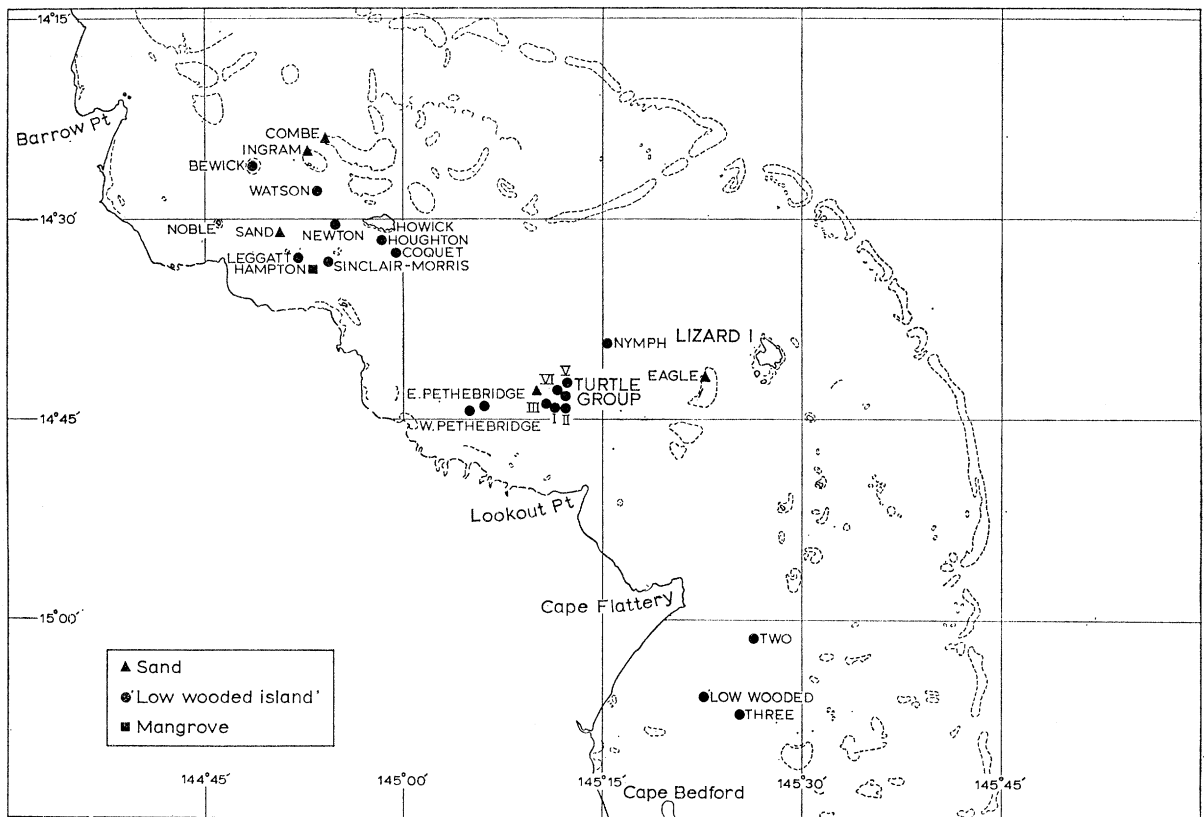 14°15′
Barrow Pt
COMBE
INGRAM
BEWICK
WATSON
14°30′
NOBLE
SAND
NEWTON
HOWICK
HOUGHTON
COQUET
LEGGATT
HAMPTON
SINCLAIR-MORRIS
NYMPH
LIZARD I
EAGLE
V
VI
TURTLE
GROUP
E. PETHEBRIDGE
III
I
II
14°45′
W. PETHEBRIDGE
Lookout Pt
Cape Flattery
15°00′
TWO
LOW WOODED
THREE
Sand
'Low wooded island'
Mangrove
144°45′
145°00′
145°15′
145°30′
145°45′
Cape Bedford